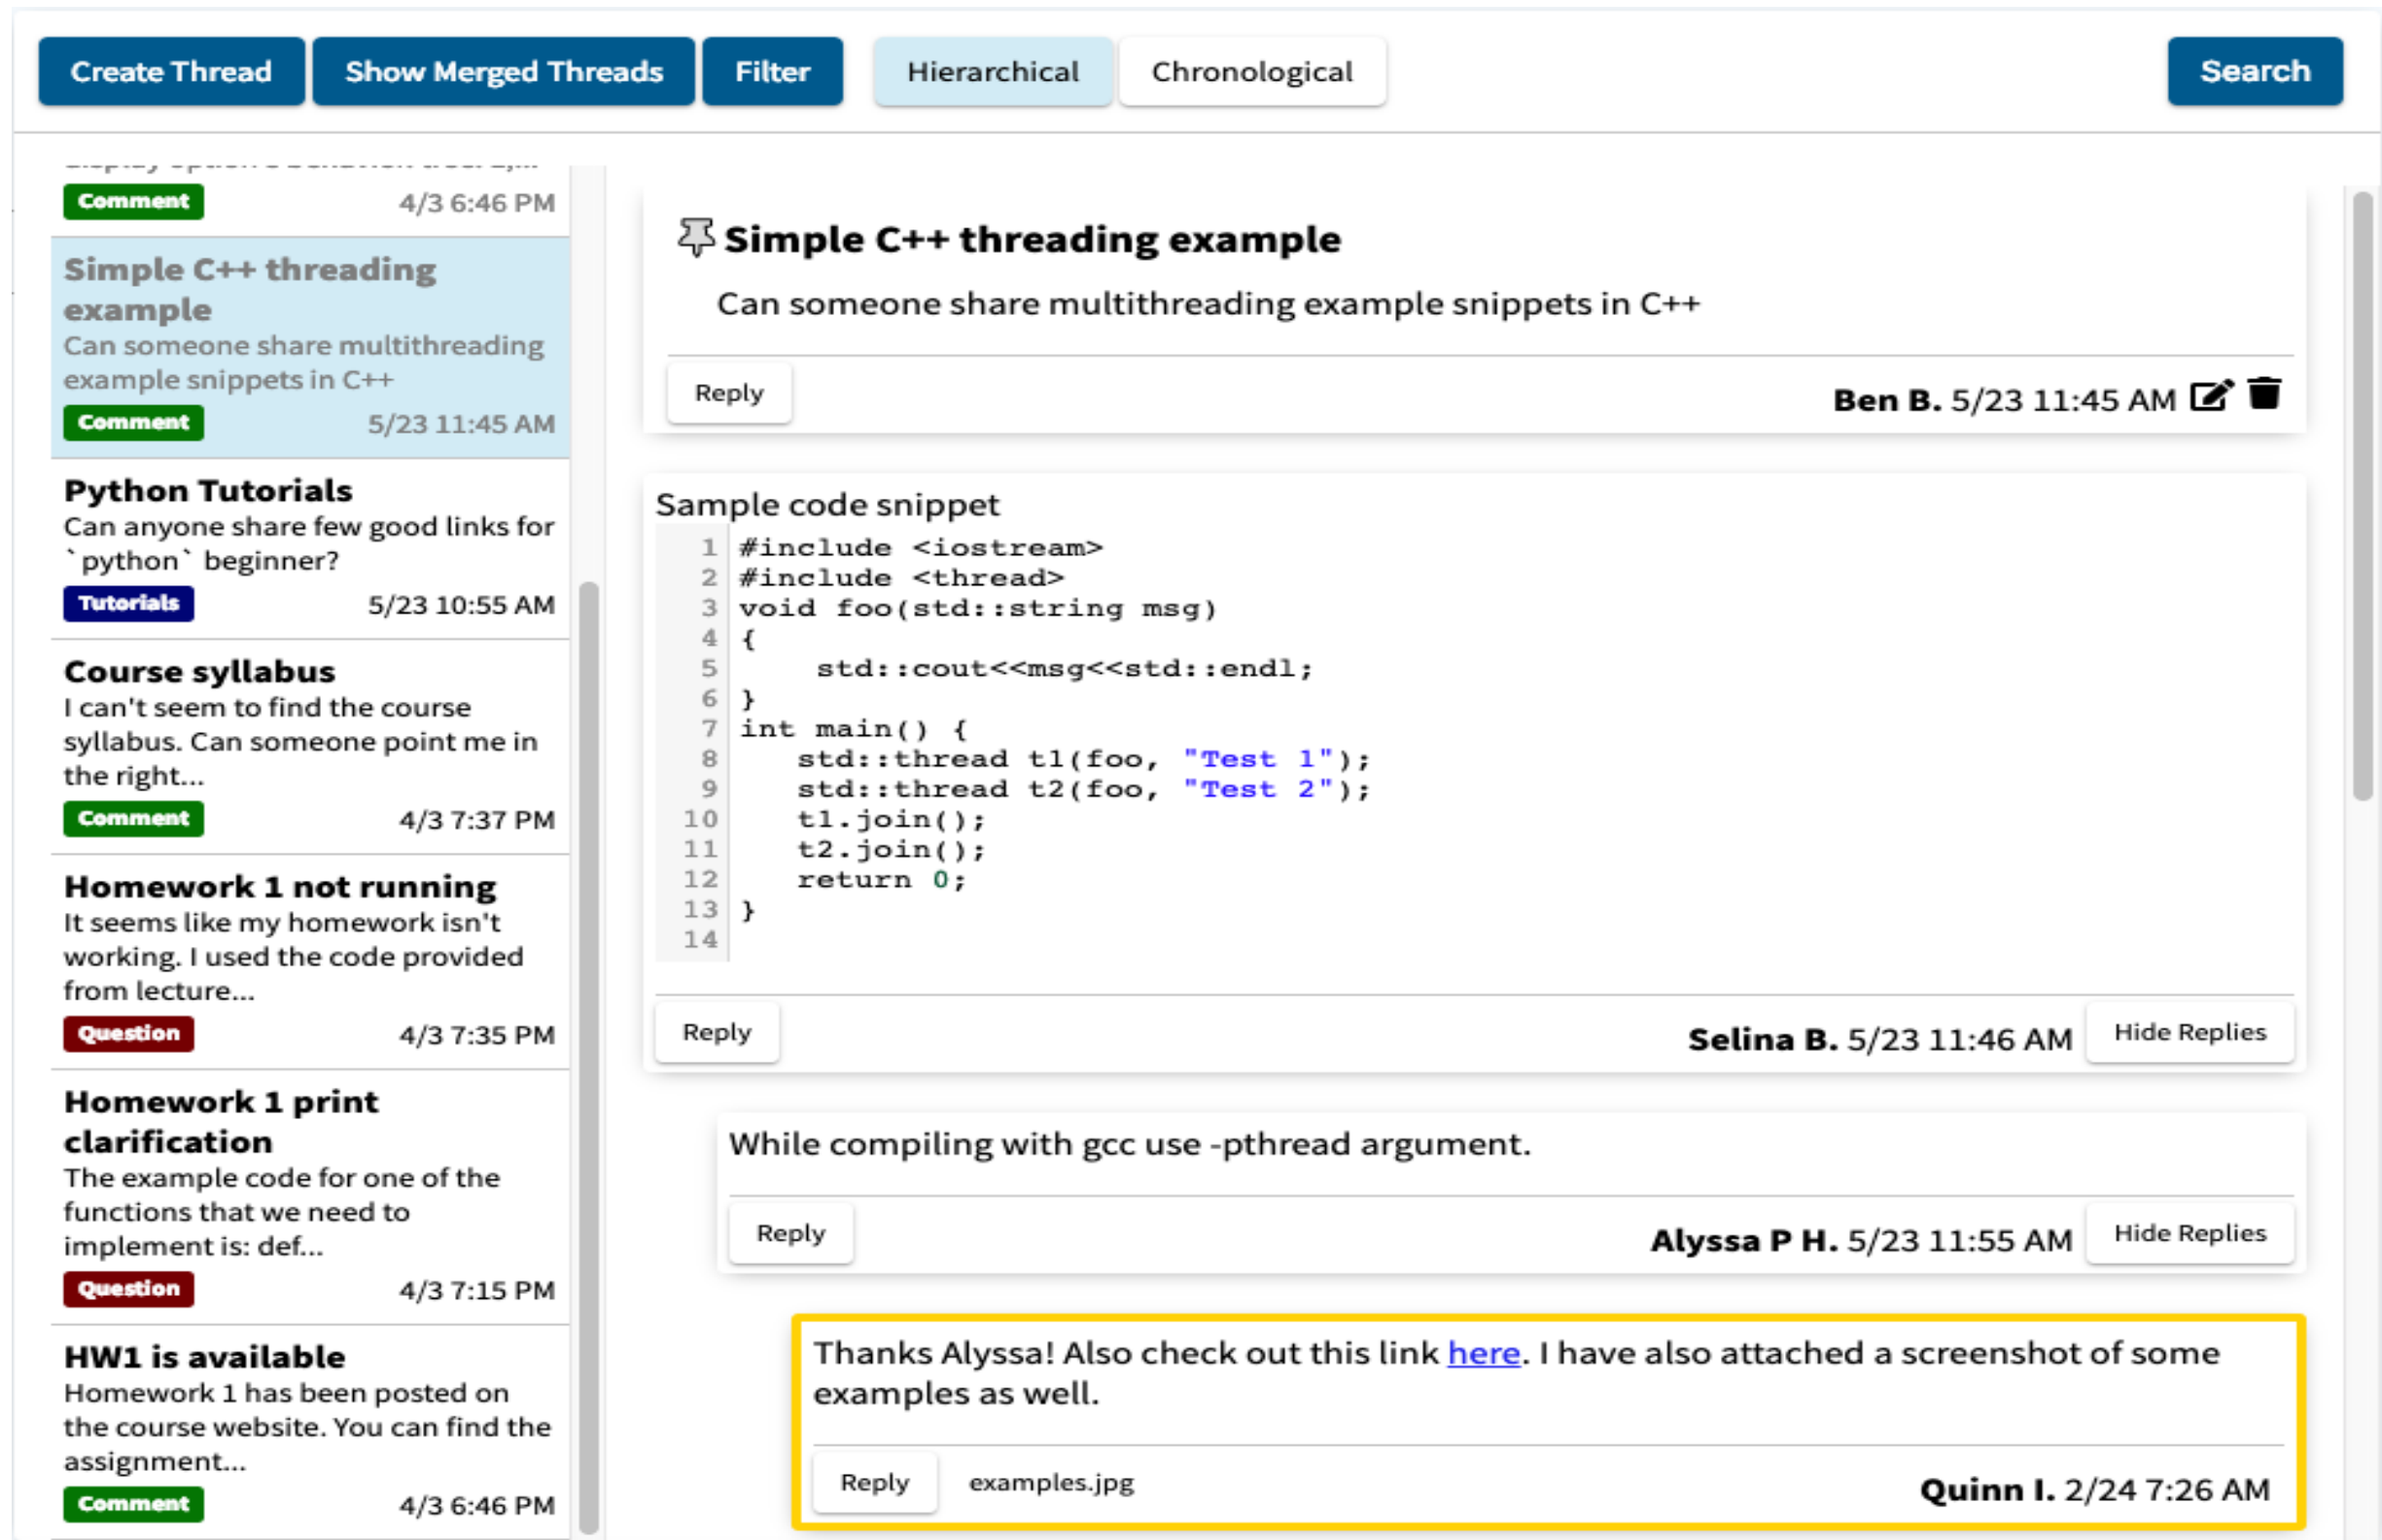 Create Thread Show Merged Threads Filter Hierarchical Chronological Search
Comment 4/3 6:46 PM
Simple C++ threading
example
Can someone share multithreading
example snippets in C++
Comment 5/23 11:45 AM
Python Tutorials
Can anyone share few good links for
`python` beginner?
Tutorials 5/23 10:55 AM
Course syllabus
I can't seem to find the course
syllabus. Can someone point me in
the right...
Comment 4/3 7:37 PM
Homework 1 not running
It seems like my homework isn't
working. I used the code provided
from lecture...
Question 4/3 7:35 PM
Homework 1 print
clarification
The example code for one of the
functions that we need to
implement is: def...
Question 4/3 7:15 PM
HW1 is available
Homework 1 has been posted on
the course website. You can find the
assignment...
Comment 4/3 6:46 PM
Simple C++ threading example
Can someone share multithreading example snippets in C++
Reply Ben B. 5/23 11:45 AM
Sample code snippet
1 #include <iostream>
2 #include <thread>
3 void foo(std::string msg)
4 {
5     std::cout<<msg<<std::endl;
6 }
7 int main() {
8    std::thread t1(foo, "Test 1");
9    std::thread t2(foo, "Test 2");
10    t1.join();
11    t2.join();
12    return 0;
13 }
14
Reply Selina B. 5/23 11:46 AM Hide Replies
While compiling with gcc use -pthread argument.
Reply Alyssa P H. 5/23 11:55 AM Hide Replies
Thanks Alyssa! Also check out this link here. I have also attached a screenshot of some
examples as well.
Reply examples.jpg Quinn I. 2/24 7:26 AM